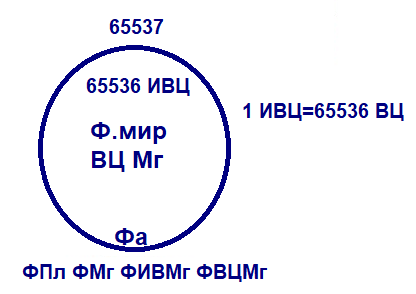 65537
65536 ИВЦ
1 ИВЦ=65536 ВЦ
Ф.мир
ВЦ Мг
Фа
ФПл ФМг ФИВМг ФВЦМг